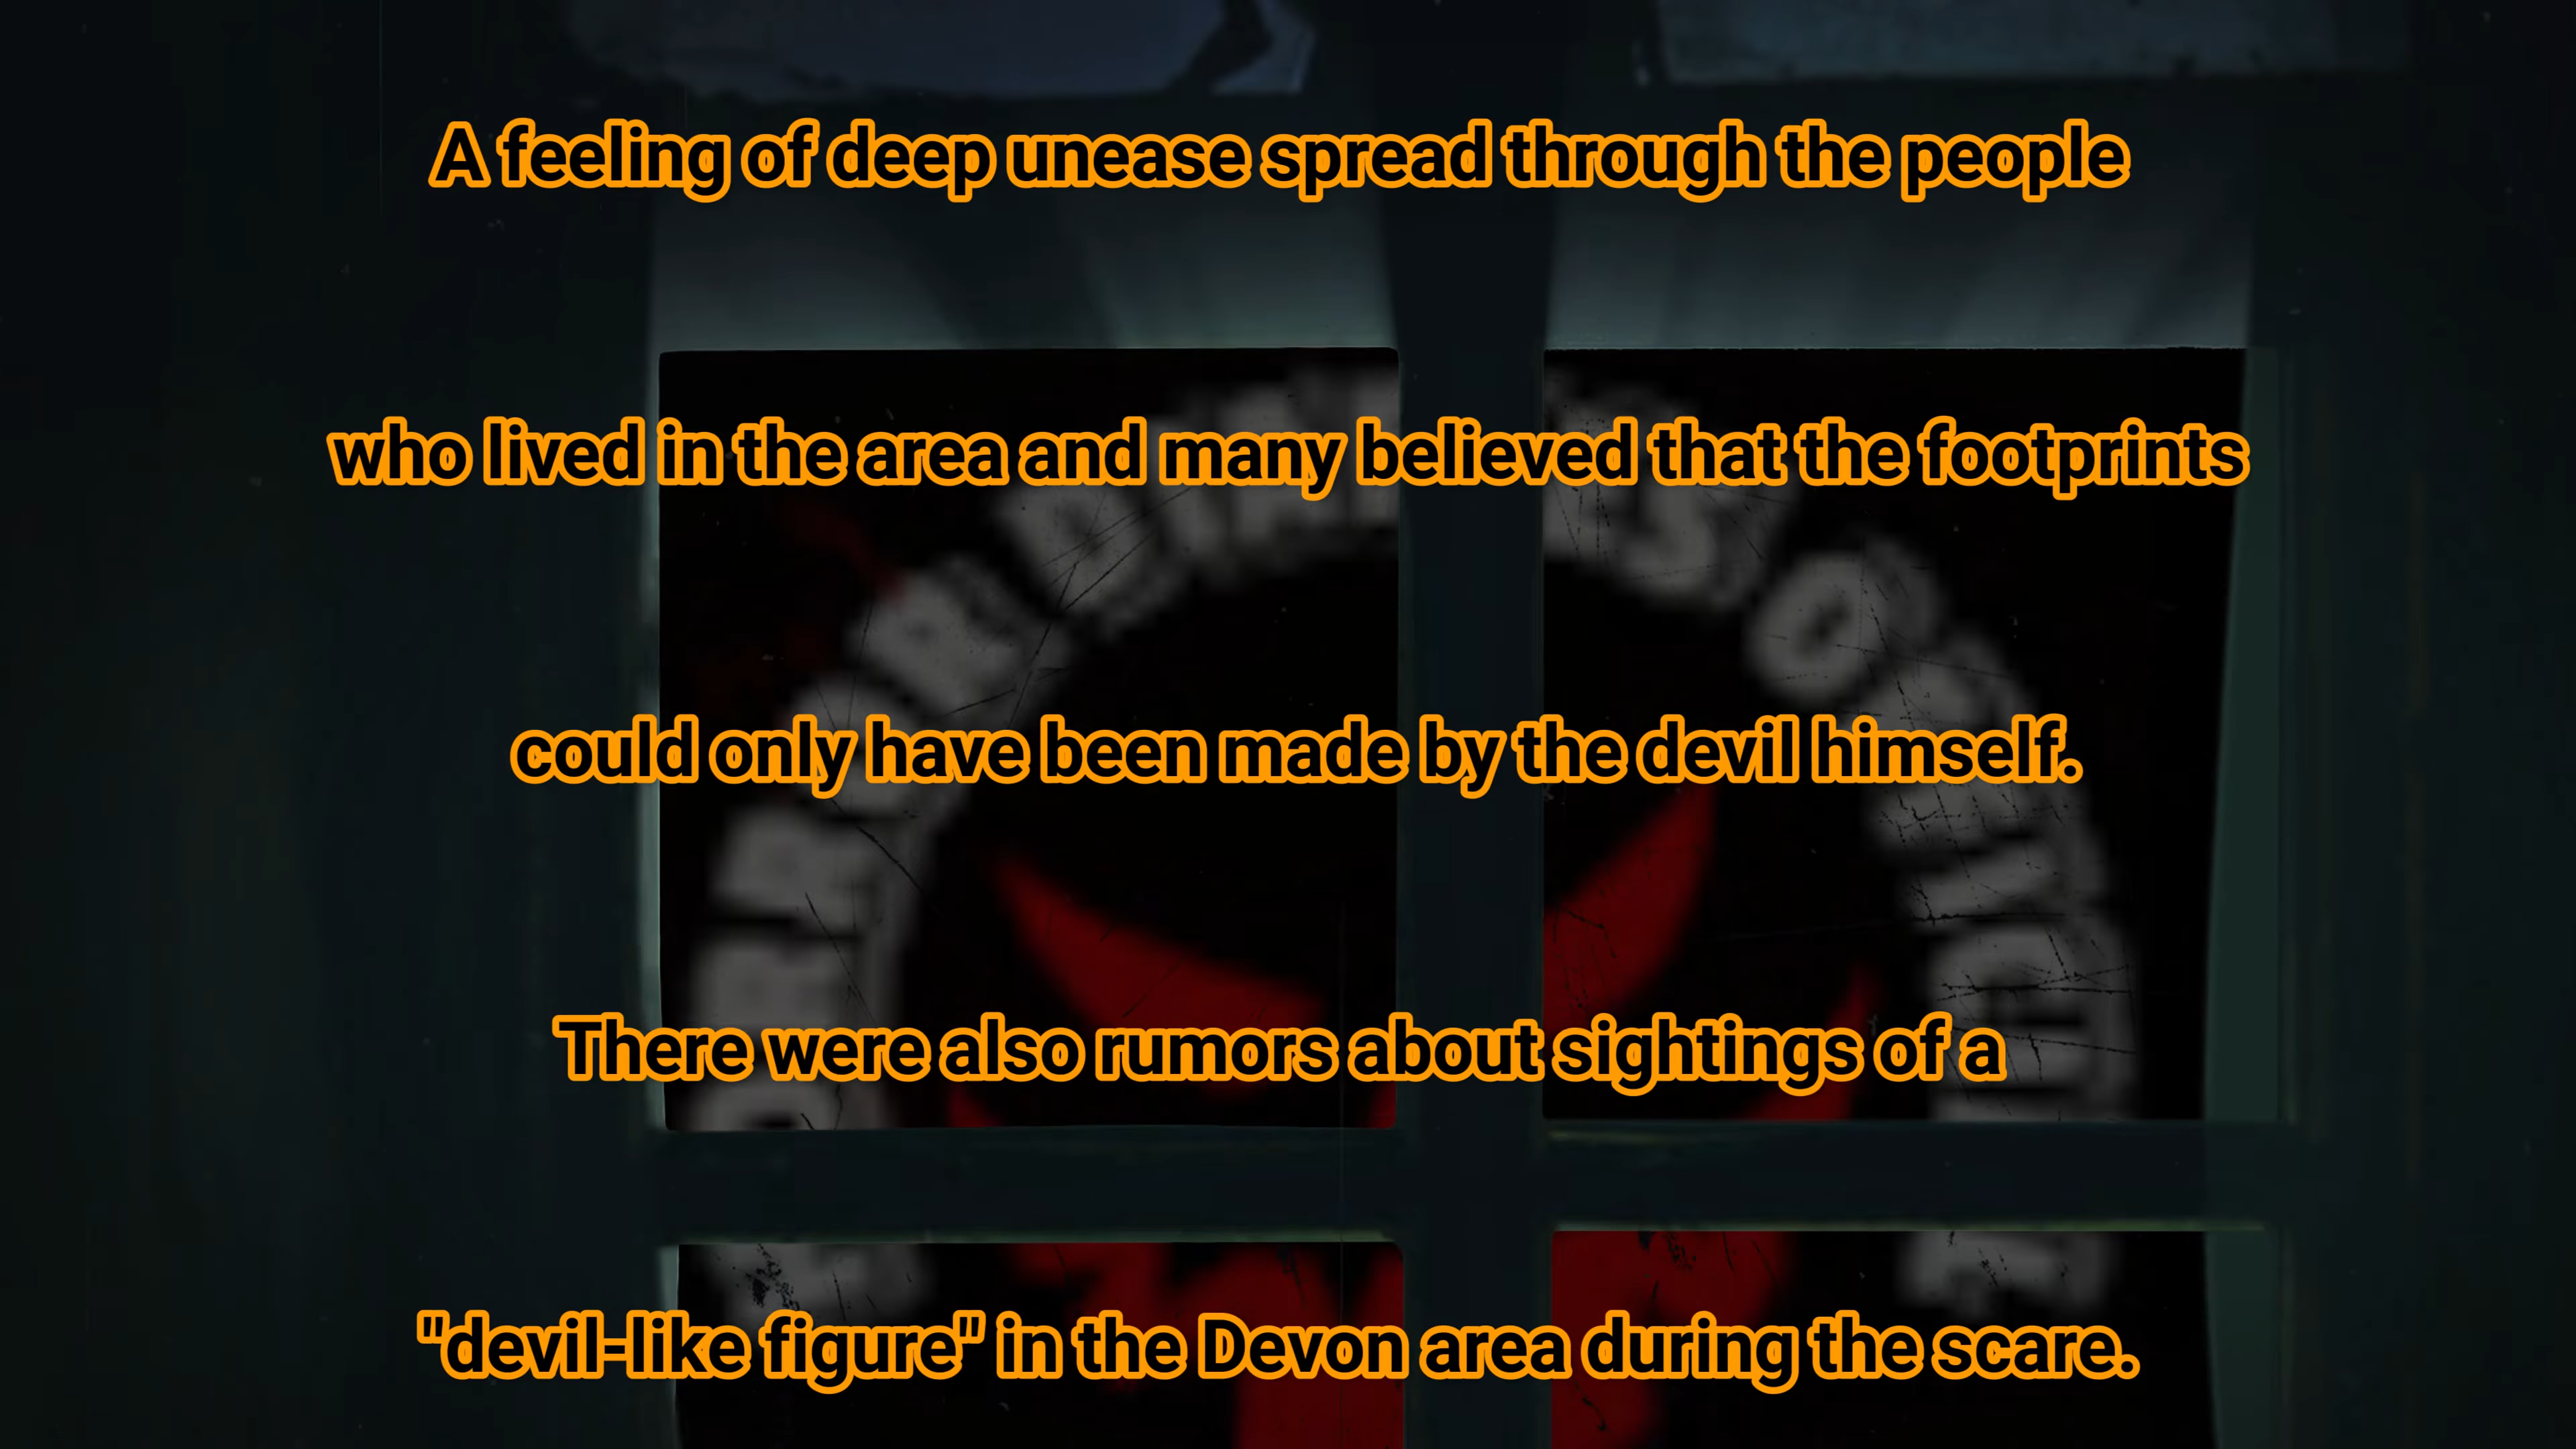 A feeling of deep unease spread through the people
who lived in the area and many believed that the footprints
could only have been made by the devil himself.
There were also rumors about sightings of a
"devil-like figure" in the Devon area during the scare.